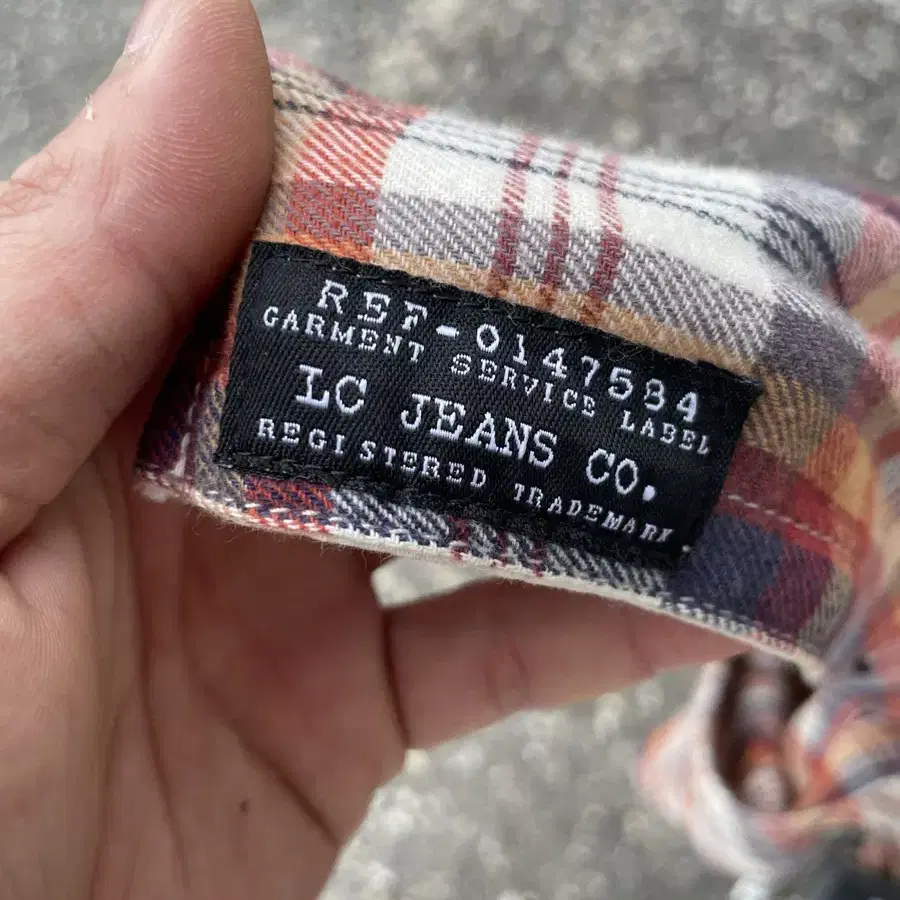 REF-0147584
GARMENT SERVICE LABEL
LC JEANS CO.
REGISTERED TRADEMARK